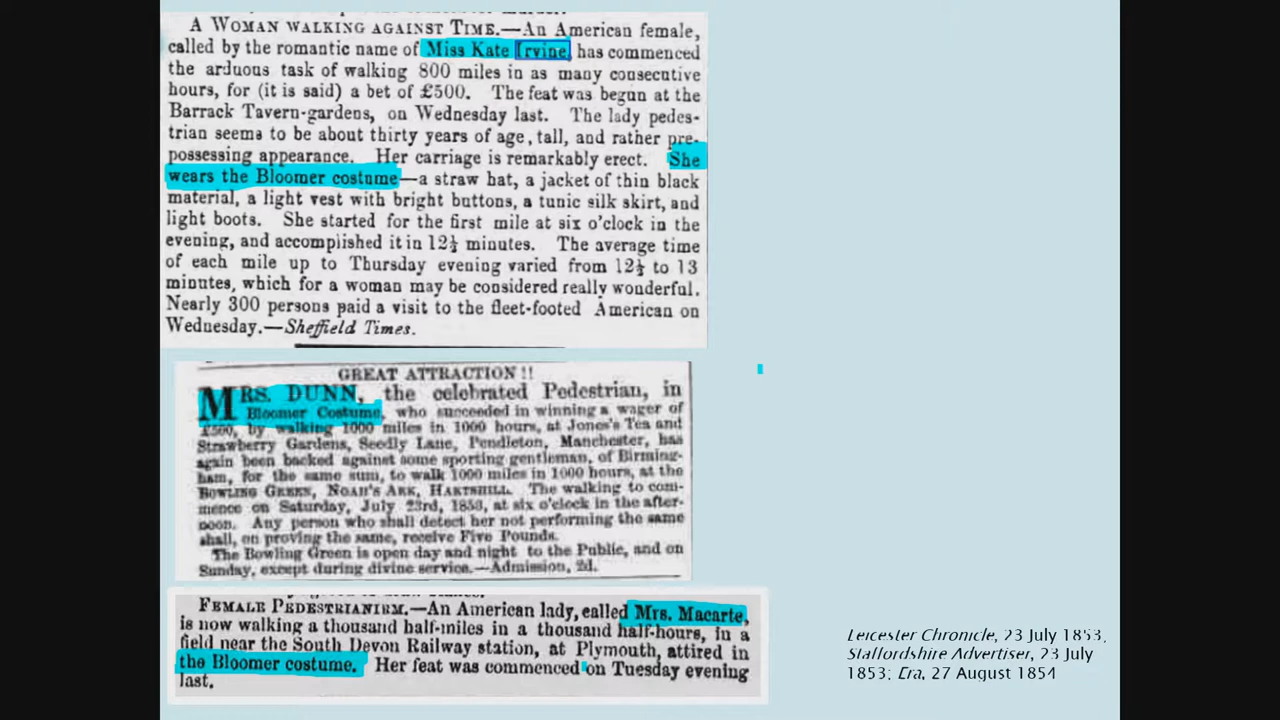 A WOMAN WALKING AGAINST TIME.—An American female,
called by the romantic name of Miss Kate Irvine, has commenced
the arduous task of walking 800 miles in as many consecutive
hours, for (it is said) a bet of £500. The feat was begun at the
Barrack Tavern-gardens, on Wednesday last. The lady pedes-
trian seems to be about thirty years of age, tall, and rather pre-
possessing appearance. Her carriage is remarkably erect. She
wears the Bloomer costume—a straw hat, a jacket of thin black
material, a light vest with bright buttons, a tunic silk skirt, and
light boots. She started for the first mile at six o'clock in the
evening, and accomplished it in 12½ minutes. The average time
of each mile up to Thursday evening varied from 12½ to 13
minutes, which for a woman may be considered really wonderful.
Nearly 300 persons paid a visit to the fleet-footed American on
Wednesday.—Sheffield Times.
GREAT ATTRACTION!!
MRS. DUNN, the celebrated Pedestrian, in
Bloomer Costume, who succeeded in winning a wager of
£500, by walking 1000 miles in 1000 hours, at Jones's Tea and
Strawberry Gardens, Seedly Lane, Pendleton, Manchester, has
again been backed against some sporting gentleman, of Birming-
ham, for the same sum, to walk 1000 miles in 1000 hours, at the
BOWLING GREEN, NOAH'S ARK, HARTSHILL. The walking to com-
mence on Saturday, July 23rd, 1853, at six o'clock in the after-
noon. Any person who shall detect her not performing the same
shall, on proving the same, receive Five Pounds.
The Bowling Green is open day and night to the Public, and on
Sunday, except during divine service.—Admission, 2d.
FEMALE PEDESTRIANISM.—An American lady, called Mrs. Macarte,
is now walking a thousand half-miles in a thousand half-hours, in a
field near the South Devon Railway station, at Plymouth, attired in
the Bloomer costume. Her feat was commenced on Tuesday evening
last.
Leicester Chronicle, 23 July 1853,
Staffordshire Advertiser, 23 July
1853; Era, 27 August 1854